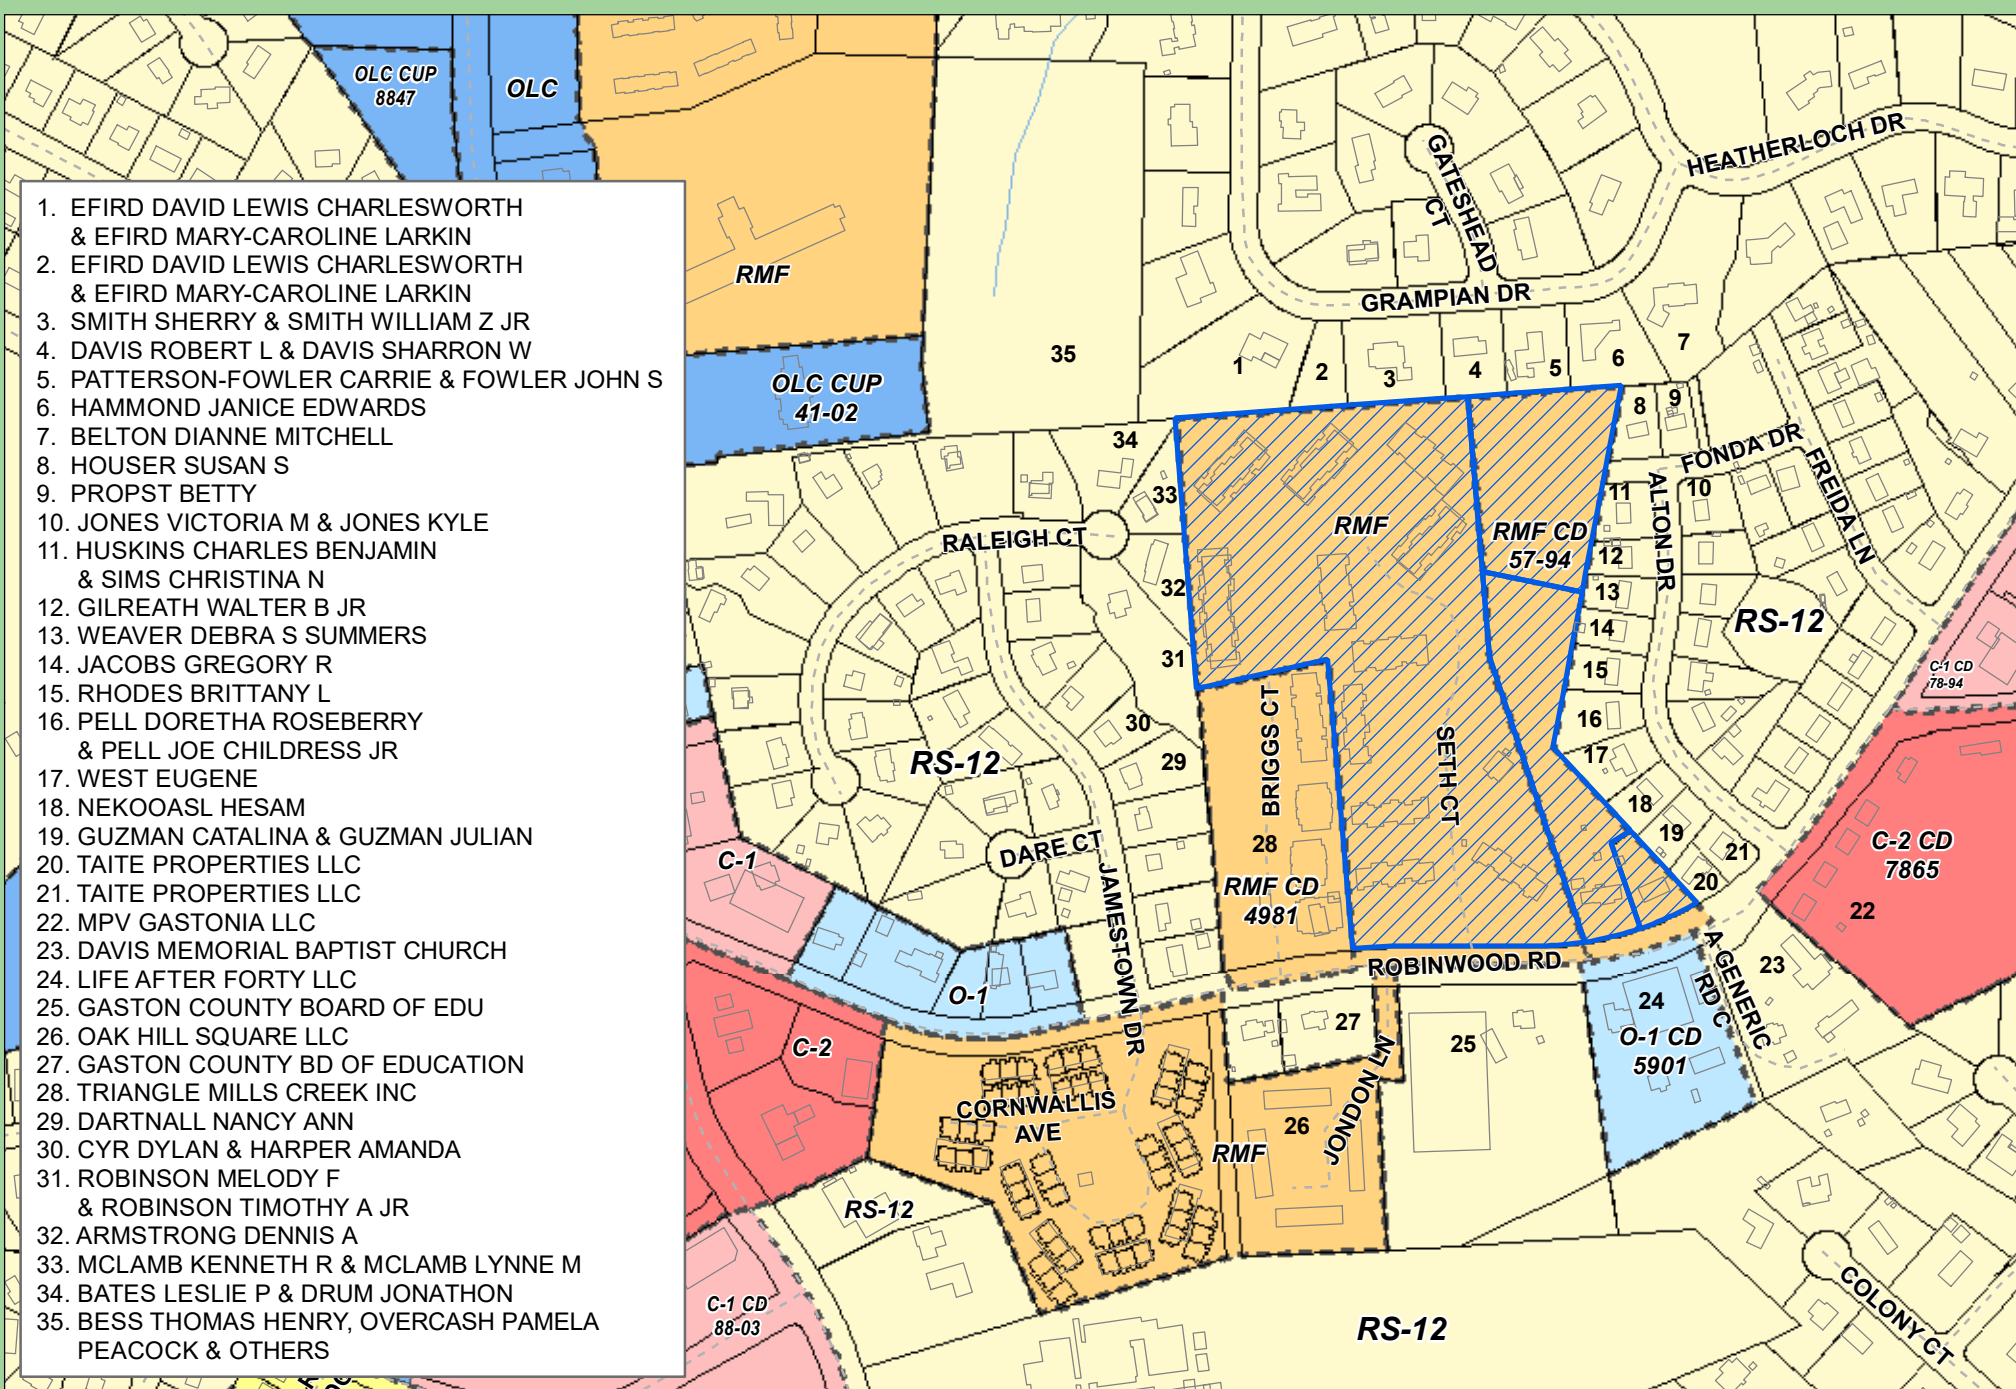 1. EFIRD DAVID LEWIS CHARLESWORTH
& EFIRD MARY-CAROLINE LARKIN
2. EFIRD DAVID LEWIS CHARLESWORTH
& EFIRD MARY-CAROLINE LARKIN
3. SMITH SHERRY & SMITH WILLIAM Z JR
4. DAVIS ROBERT L & DAVIS SHARRON W
5. PATTERSON-FOWLER CARRIE & FOWLER JOHN S
6. HAMMOND JANICE EDWARDS
7. BELTON DIANNE MITCHELL
8. HOUSER SUSAN S
9. PROPST BETTY
10. JONES VICTORIA M & JONES KYLE
11. HUSKINS CHARLES BENJAMIN
& SIMS CHRISTINA N
12. GILREATH WALTER B JR
13. WEAVER DEBRA S SUMMERS
14. JACOBS GREGORY R
15. RHODES BRITTANY L
16. PELL DORETHA ROSEBERRY
& PELL JOE CHILDRESS JR
17. WEST EUGENE
18. NEKOOASL HESAM
19. GUZMAN CATALINA & GUZMAN JULIAN
20. TAITE PROPERTIES LLC
21. TAITE PROPERTIES LLC
22. MPV GASTONIA LLC
23. DAVIS MEMORIAL BAPTIST CHURCH
24. LIFE AFTER FORTY LLC
25. GASTON COUNTY BOARD OF EDU
26. OAK HILL SQUARE LLC
27. GASTON COUNTY BD OF EDUCATION
28. TRIANGLE MILLS CREEK INC
29. DARTNALL NANCY ANN
30. CYR DYLAN & HARPER AMANDA
31. ROBINSON MELODY F
& ROBINSON TIMOTHY A JR
32. ARMSTRONG DENNIS A
33. MCLAMB KENNETH R & MCLAMB LYNNE M
34. BATES LESLIE P & DRUM JONATHON
35. BESS THOMAS HENRY, OVERCASH PAMELA
PEACOCK & OTHERS
OLC CUP
8847
OLC
RMF
OLC CUP
41-02
35
GATESHEAD
CT
HEATHERLOCH DR
GRAMPIAN DR
1
2
3
4
5
6
7
8
9
34
33
FONDA DR
FREIDA LN
ALTON DR
10
11
12
13
14
15
16
17
18
19
20
21
RALEIGH CT
RMF
RMF CD
57-94
RS-12
C-1 CD
78-94
32
31
30
29
RS-12
BRIGGS CT
SETH CT
28
RMF CD
4981
C-2 CD
7865
22
C-1
DARE CT
JAMESTOWN DR
O-1
ROBINWOOD RD
A GENERIC
RD C
23
24
O-1 CD
5901
C-2
27
25
JONDON LN
CORNWALLIS
AVE
26
RMF
RS-12
C-1 CD
88-03
RS-12
COLONY CT